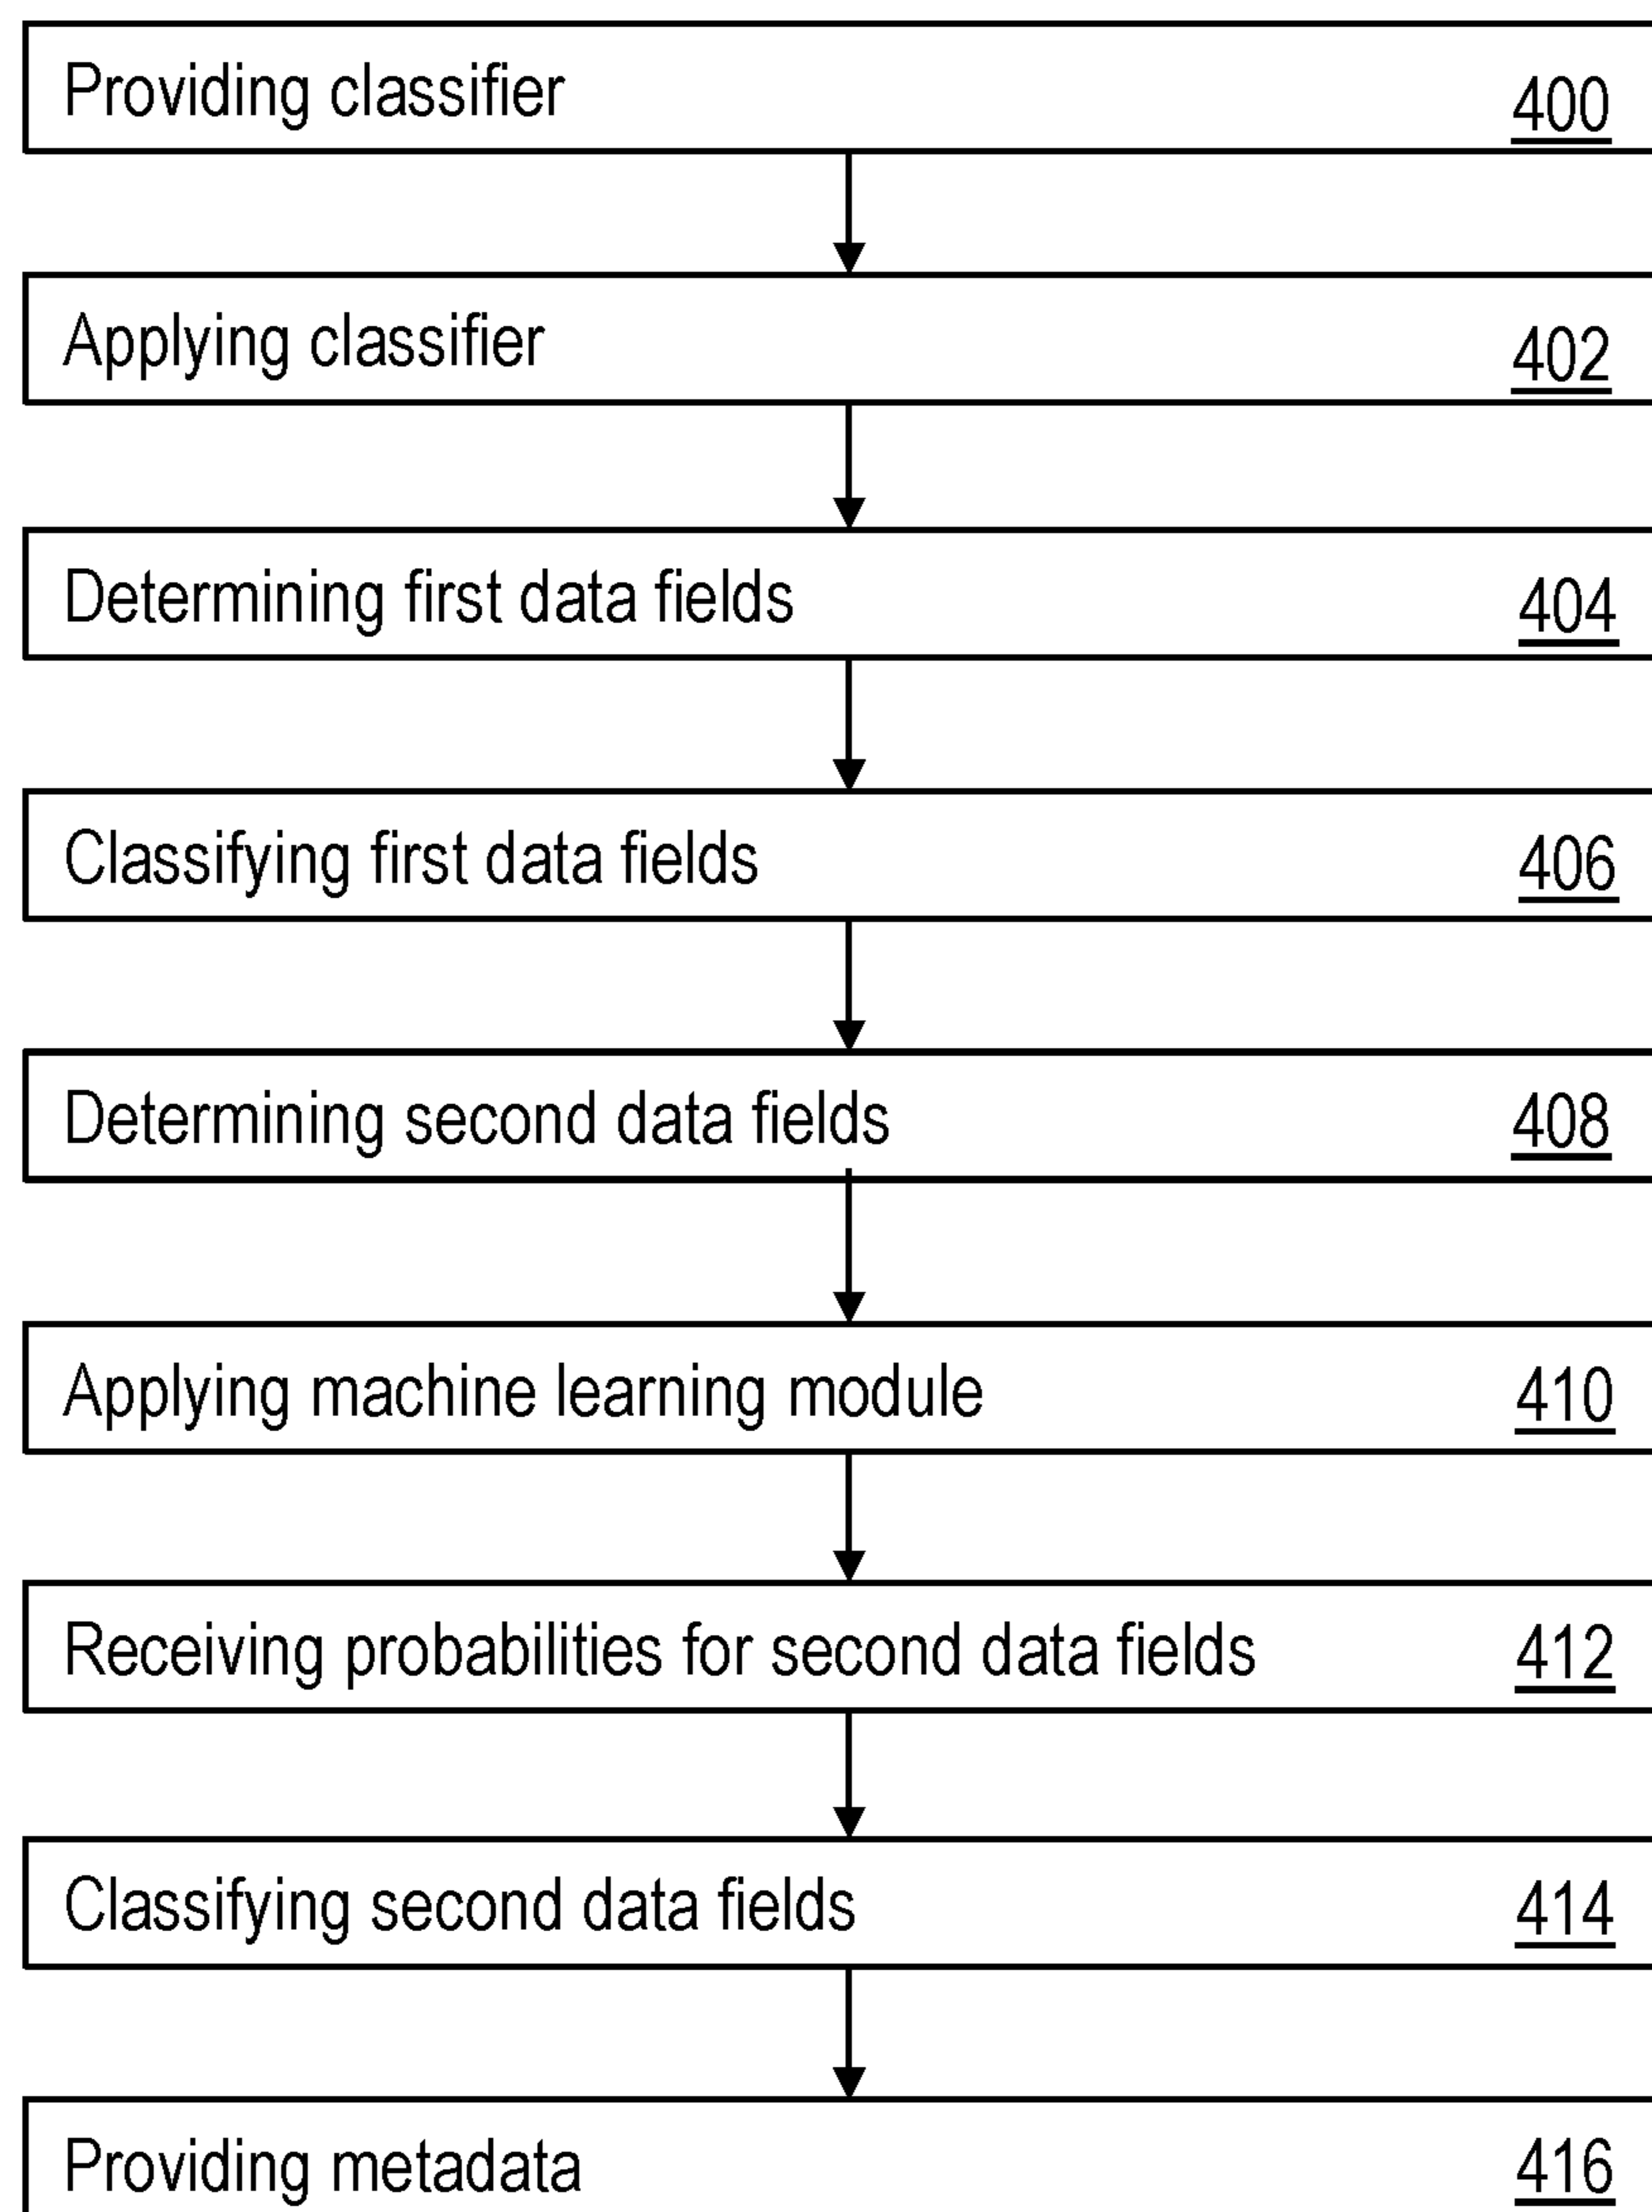 Providing classifier 400
Applying classifier 402
Determining first data fields 404
Classifying first data fields 406
Determining second data fields 408
Applying machine learning module 410
Receiving probabilities for second data fields 412
Classifying second data fields 414
Providing metadata 416